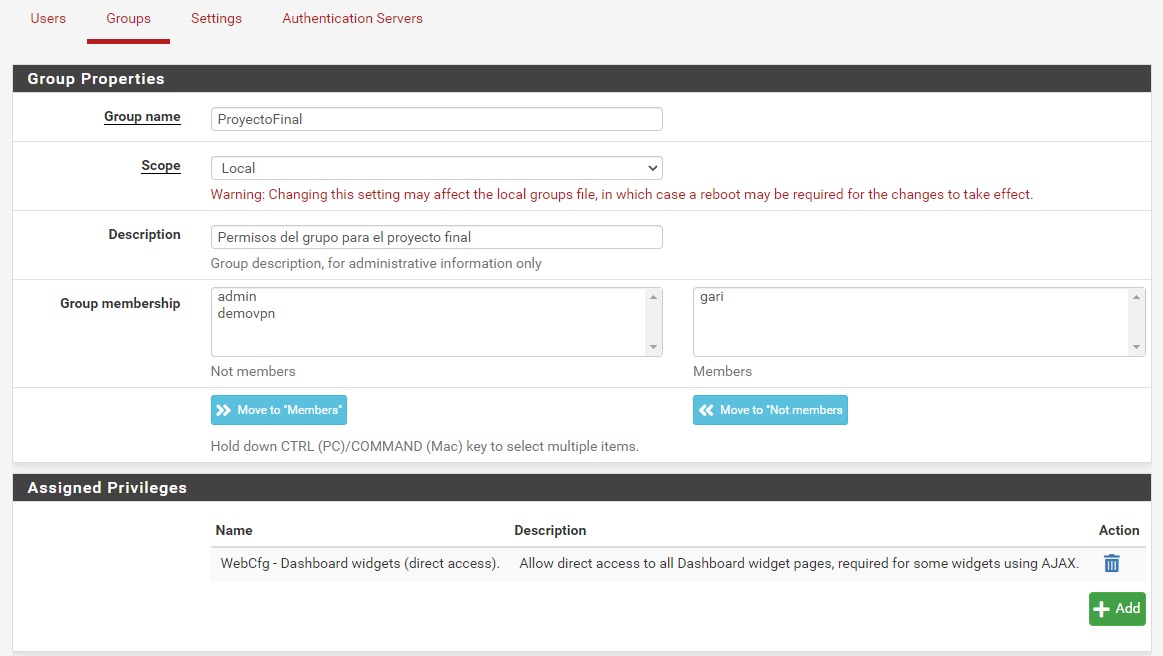 Users Groups Settings Authentication Servers
Group Properties
Group name ProyectoFinal
Scope Local
Warning: Changing this setting may affect the local groups file, in which case a reboot may be required for the changes to take effect.
Description Permisos del grupo para el proyecto final
Group description, for administrative information only
Group membership admin gari
demovpn
Not members Members
Move to "Members" Move to "Not members
Hold down CTRL (PC)/COMMAND (Mac) key to select multiple items.
Assigned Privileges
Name Description Action
WebCfg - Dashboard widgets (direct access). Allow direct access to all Dashboard widget pages, required for some widgets using AJAX.
Add